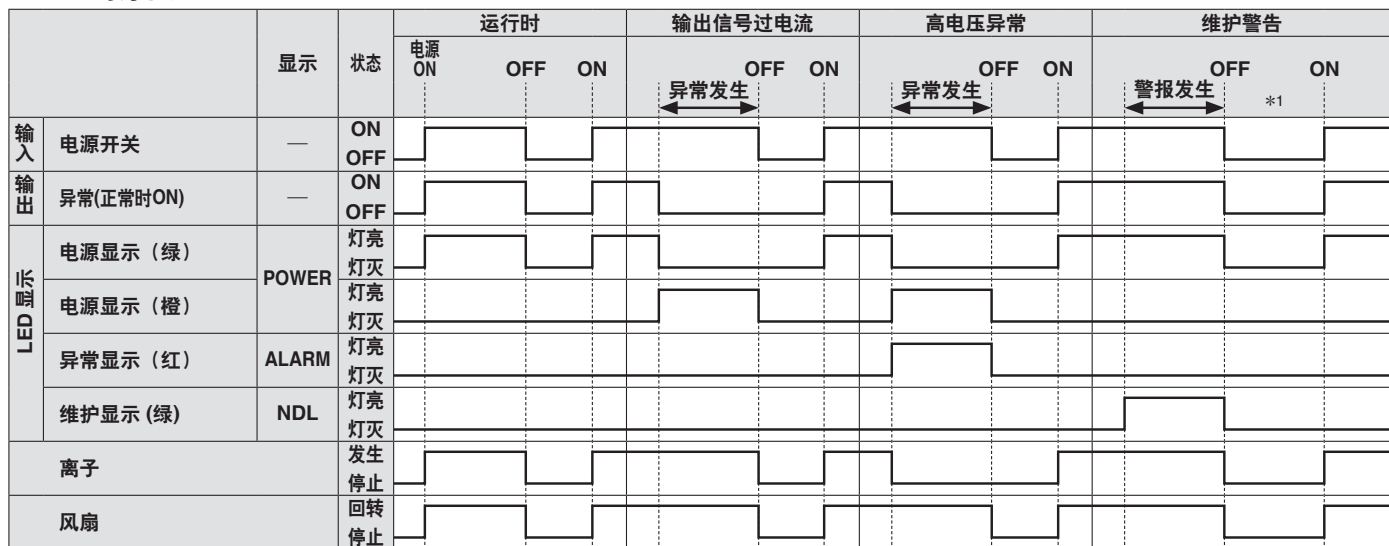 运行时 输出信号过电流 高电压异常 维护警告
显示 状态
电源
ON OFF ON OFF ON OFF ON OFF ON
异常发生 异常发生 警报发生 *1
输入 电源开关 — ON
OFF
输出 异常(正常时ON) — ON
OFF
LED 显示
电源显示（绿） POWER 灯亮
灯灭
电源显示（橙） 灯亮
灯灭
异常显示（红） ALARM 灯亮
灯灭
维护显示 (绿) NDL 灯亮
灯灭
离子 发生
停止
风扇 回转
停止